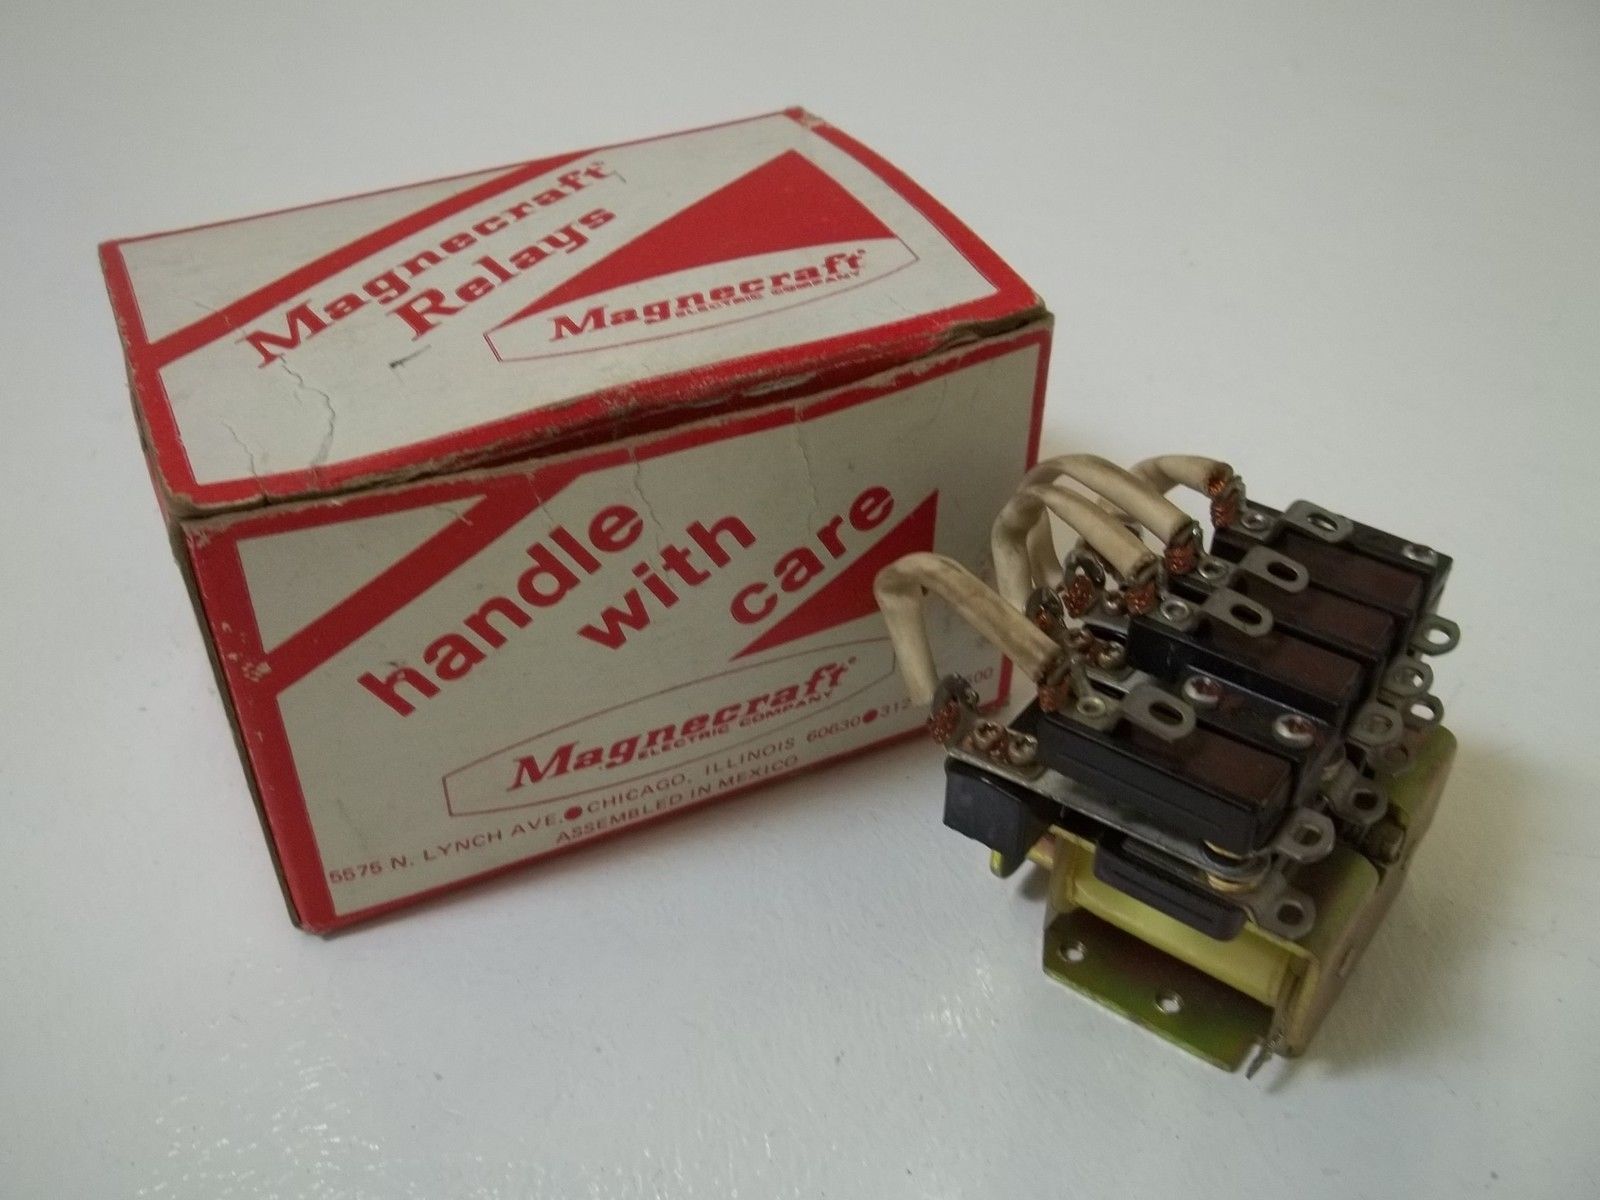 Magnecraft
Relays
Magnecraft
ELECTRIC COMPANY
handle
with
care
Magnecraft
ELECTRIC COMPANY
5575 N. LYNCH AVE. ● CHICAGO, ILLINOIS 60630 ● 312
ASSEMBLED IN MEXICO